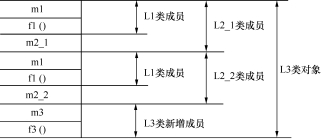 m1
f1 ()
m2_1
m1
f1 ()
m2_2
m3
f3 ()
L1类成员
L2_1类成员
L1类成员
L2_2类成员
L3类新增成员
L3类对象